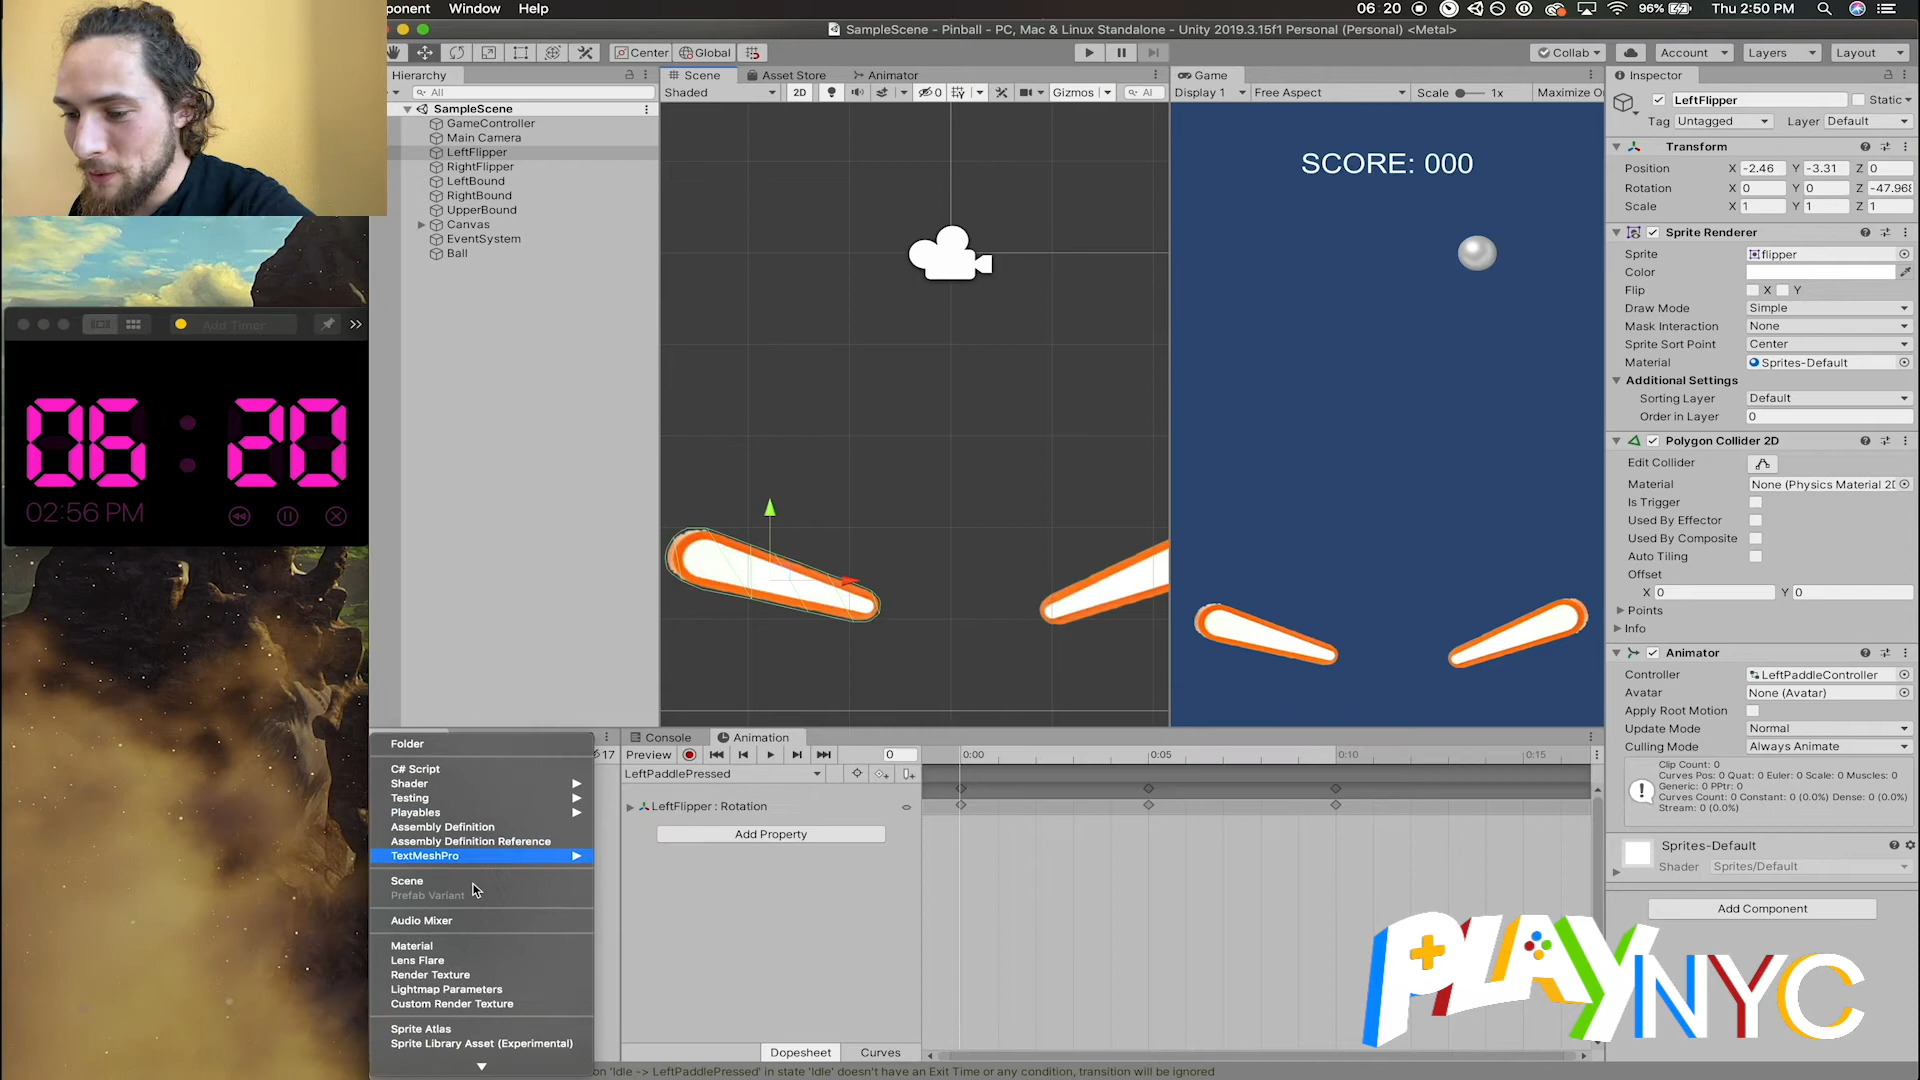 ponent Window Help 06:20 96% Thu 2:50 PM
SampleScene - Pinball - PC, Mac & Linux Standalone - Unity 2019.3.15f1 Personal (Personal) <Metal>
Center Global Collab Account Layers Layout
Hierarchy
All
SampleScene
GameController
Main Camera
LeftFlipper
RightFlipper
LeftBound
RightBound
UpperBound
Canvas
EventSystem
Ball
Scene Asset Store Animator
Shaded 2D 0 Gizmos Al
Game
Display 1 Free Aspect Scale 1x Maximize O
SCORE: 000
Add Timer
06:20
02:56 PM
Inspector
LeftFlipper Static
Tag Untagged Layer Default
Transform
Position X -2.46 Y -3.31 Z 0
Rotation X 0 Y 0 Z -47.968
Scale X 1 Y 1 Z 1
Sprite Renderer
Sprite flipper
Color
Flip X Y
Draw Mode Simple
Mask Interaction None
Sprite Sort Point Center
Material Sprites-Default
Additional Settings
Sorting Layer Default
Order in Layer 0
Polygon Collider 2D
Edit Collider
Material None (Physics Material 2D
Is Trigger
Used By Effector
Used By Composite
Auto Tiling
Offset
X 0 Y 0
Points
Info
Animator
Controller LeftPaddleController
Avatar None (Avatar)
Apply Root Motion
Update Mode Normal
Culling Mode Always Animate
Clip Count: 0
Curves Pos: 0 Quat: 0 Euler: 0 Scale: 0 Muscles: 0
Generic: 0 PPtr: 0
Curves Count: 0 Constant: 0 (0.0%) Dense: 0 (0.0%)
Stream: 0 (0.0%)
Sprites-Default
Shader Sprites/Default
Add Component
Folder
C# Script
Shader
Testing
Playables
Assembly Definition
Assembly Definition Reference
TextMeshPro
Scene
Prefab Variant
Audio Mixer
Material
Lens Flare
Render Texture
Lightmap Parameters
Custom Render Texture
Sprite Atlas
Sprite Library Asset (Experimental)
17
Console Animation
Preview 0 0:00 0:05 0:10 0:15
LeftPaddlePressed
LeftFlipper : Rotation
Add Property
Dopesheet Curves
on 'Idle -> LeftPaddlePressed' in state 'Idle' doesn't have an Exit Time or any condition, transition will be ignored
PLAYNYC